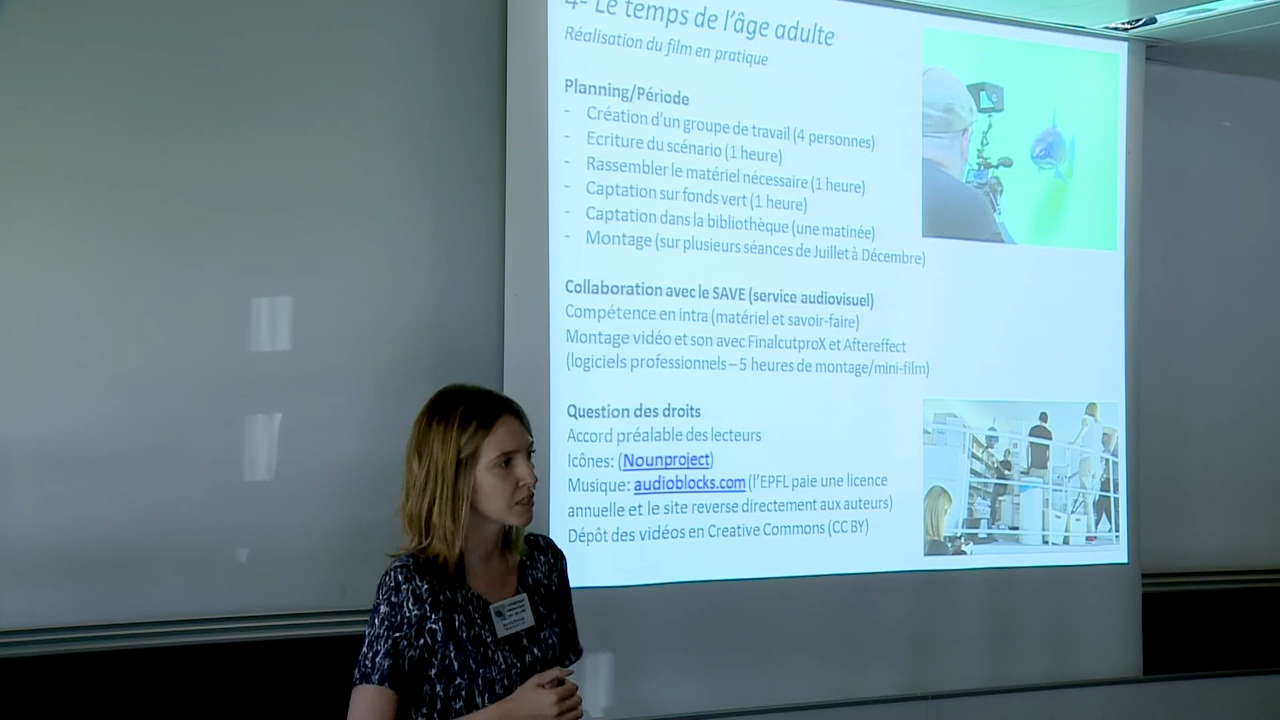 4- Le temps de l'âge adulte
Réalisation du film en pratique
Planning/Période
- Création d'un groupe de travail (4 personnes)
- Ecriture du scénario (1 heure)
- Rassembler le matériel nécessaire (1 heure)
- Captation sur fonds vert (1 heure)
- Captation dans la bibliothèque (une matinée)
- Montage (sur plusieurs séances de Juillet à Décembre)
Collaboration avec le SAVE (service audiovisuel)
Compétence en intra (matériel et savoir-faire)
Montage vidéo et son avec FinalcutproX et Aftereffect
(logiciels professionnels – 5 heures de montage/mini-film)
Question des droits
Accord préalable des lecteurs
Icônes: (Nounproject)
Musique: audioblocks.com (l'EPFL paie une licence
annuelle et le site reverse directement aux auteurs)
Dépôt des vidéos en Creative Commons (CC BY)